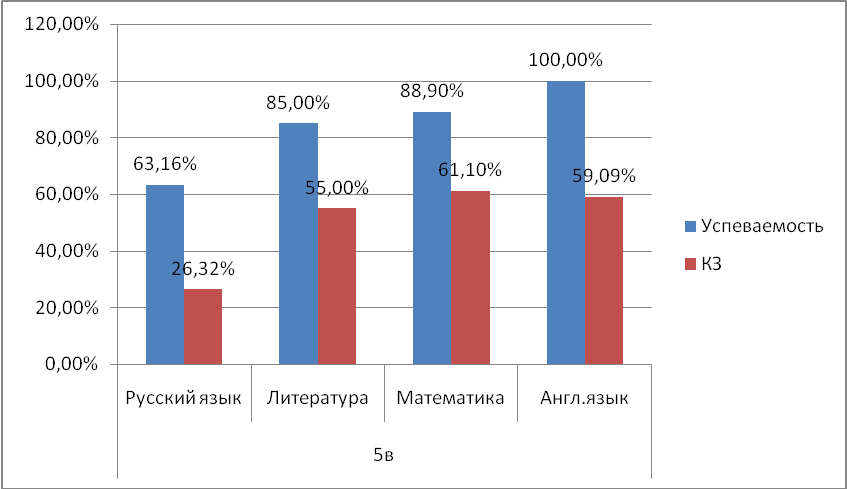 120,00%
100,00%
80,00%
60,00%
40,00%
20,00%
0,00%
63,16%
26,32%
85,00%
55,00%
88,90%
61,10%
100,00%
59,09%
Русский язык
Литература
Математика
Англ.язык
5в
Успеваемость
КЗ